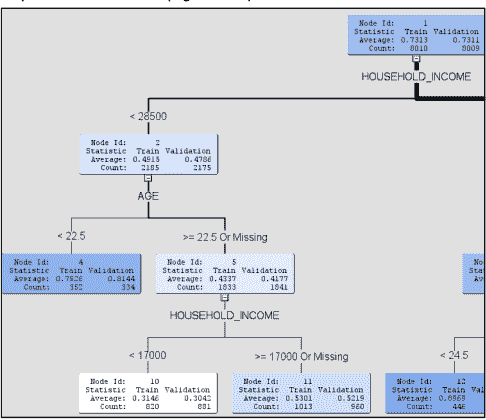 Node Id: 1
Statistic Train Validation
Average: 0.7313 0.7311
Count: 8010 8009
HOUSEHOLD_INCOME
< 28500
Node Id: 2
Statistic Train Validation
Average: 0.4915 0.4786
Count: 2185 2175
AGE
< 22.5
>= 22.5 Or Missing
Node Id: 4
Statistic Train Validation
Average: 0.7926 0.8144
Count: 352 334
Node Id: 5
Statistic Train Validation
Average: 0.4337 0.4177
Count: 1833 1841
HOUSEHOLD_INCOME
< 17000
>= 17000 Or Missing
< 24.5
Node Id: 10
Statistic Train Validation
Average: 0.3146 0.3042
Count: 820 881
Node Id: 11
Statistic Train Validation
Average: 0.5301 0.5219
Count: 1013 960
Node Id: 12
Statistic Train Valid
Average: 0.8969
Count: 446